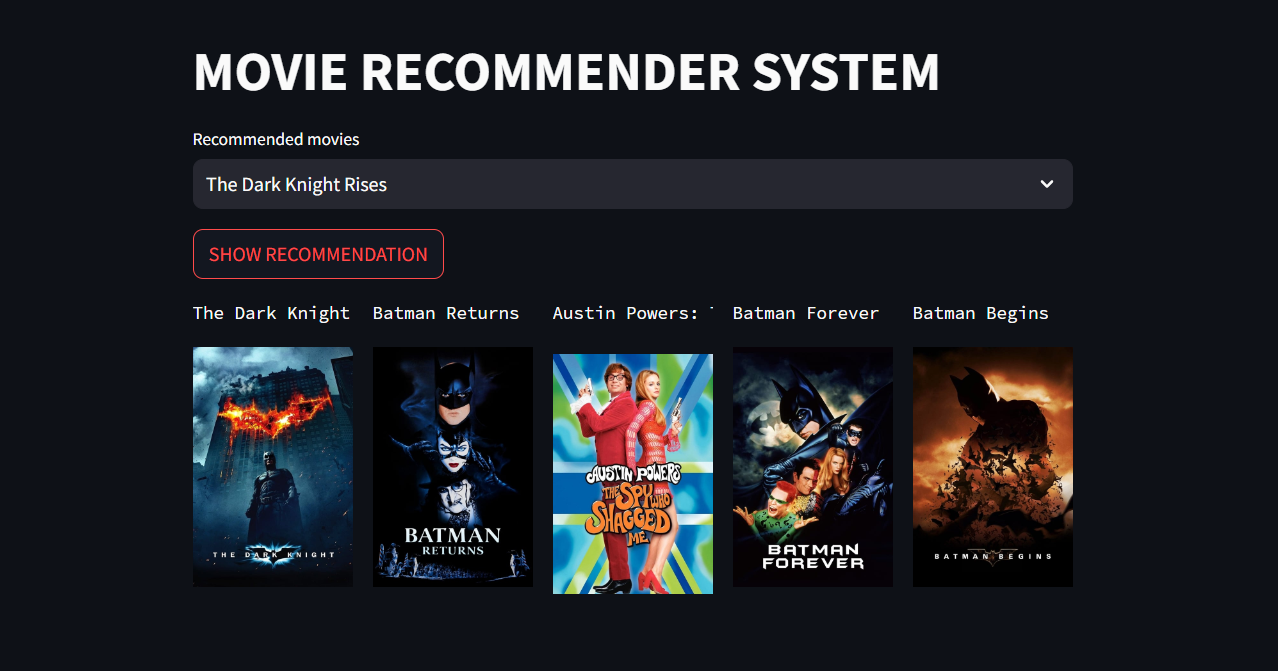 MOVIE RECOMMENDER SYSTEM
Recommended movies
The Dark Knight Rises
SHOW RECOMMENDATION
The Dark Knight
Batman Returns
Austin Powers:
Batman Forever
Batman Begins
THE DARK KNIGHT
BATMAN
RETURNS
AUSTIN POWERS
THE SPY WHO
SHAGGED
ME
BATMAN
FOREVER
BATMAN BEGINS